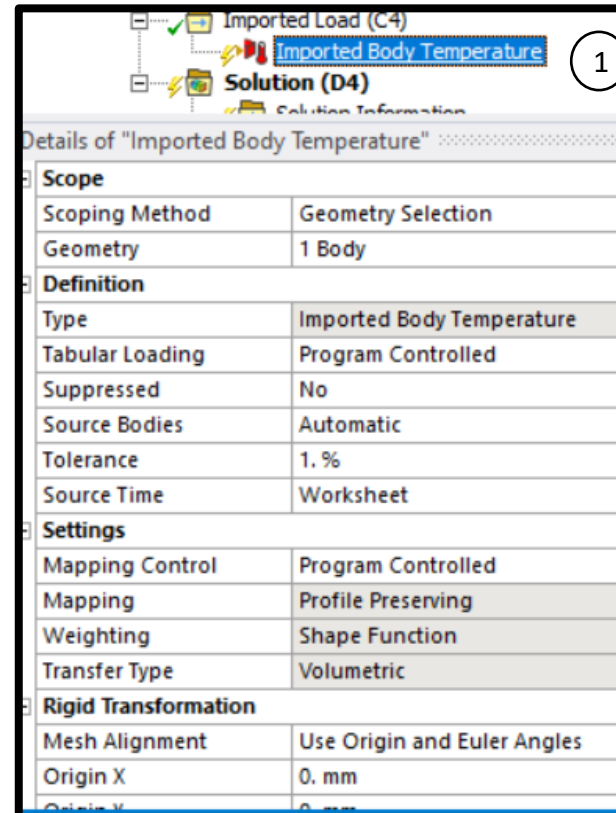 Imported Load (C4)
Imported Body Temperature
1
Solution (D4)
Solution Information
Details of "Imported Body Temperature"
Scope
Scoping Method Geometry Selection
Geometry 1 Body
Definition
Type Imported Body Temperature
Tabular Loading Program Controlled
Suppressed No
Source Bodies Automatic
Tolerance 1. %
Source Time Worksheet
Settings
Mapping Control Program Controlled
Mapping Profile Preserving
Weighting Shape Function
Transfer Type Volumetric
Rigid Transformation
Mesh Alignment Use Origin and Euler Angles
Origin X 0. mm